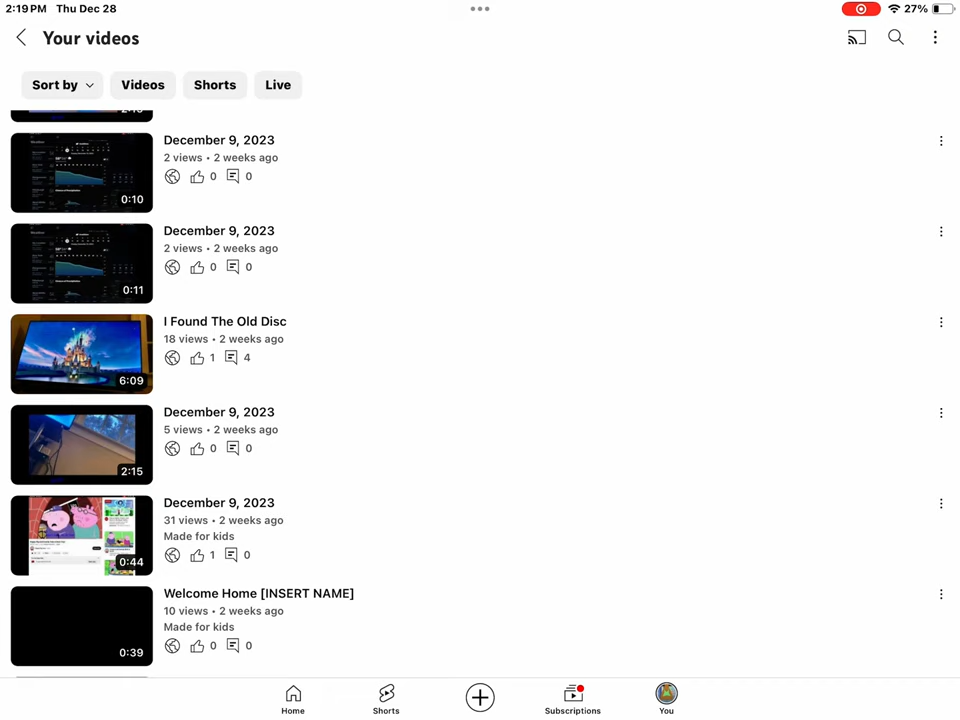 2:19 PM Thu Dec 28
27%
Your videos
Sort by
Videos
Shorts
Live
December 9, 2023
2 views • 2 weeks ago
0 0
0:10
December 9, 2023
2 views • 2 weeks ago
0 0
0:11
I Found The Old Disc
18 views • 2 weeks ago
1 4
6:09
December 9, 2023
5 views • 2 weeks ago
0 0
2:15
December 9, 2023
31 views • 2 weeks ago
Made for kids
1 0
0:44
Welcome Home [INSERT NAME]
10 views • 2 weeks ago
Made for kids
0 0
0:39
Home
Shorts
Subscriptions
You